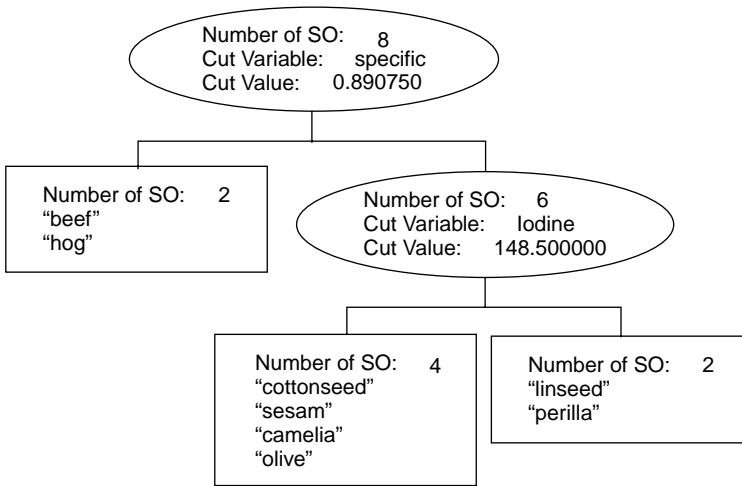 Number of SO: 8
Cut Variable: specific
Cut Value: 0.890750
Number of SO: 2
“beef”
“hog”
Number of SO: 6
Cut Variable: Iodine
Cut Value: 148.500000
Number of SO: 4
“cottonseed”
“sesam”
“camelia”
“olive”
Number of SO: 2
“linseed”
“perilla”